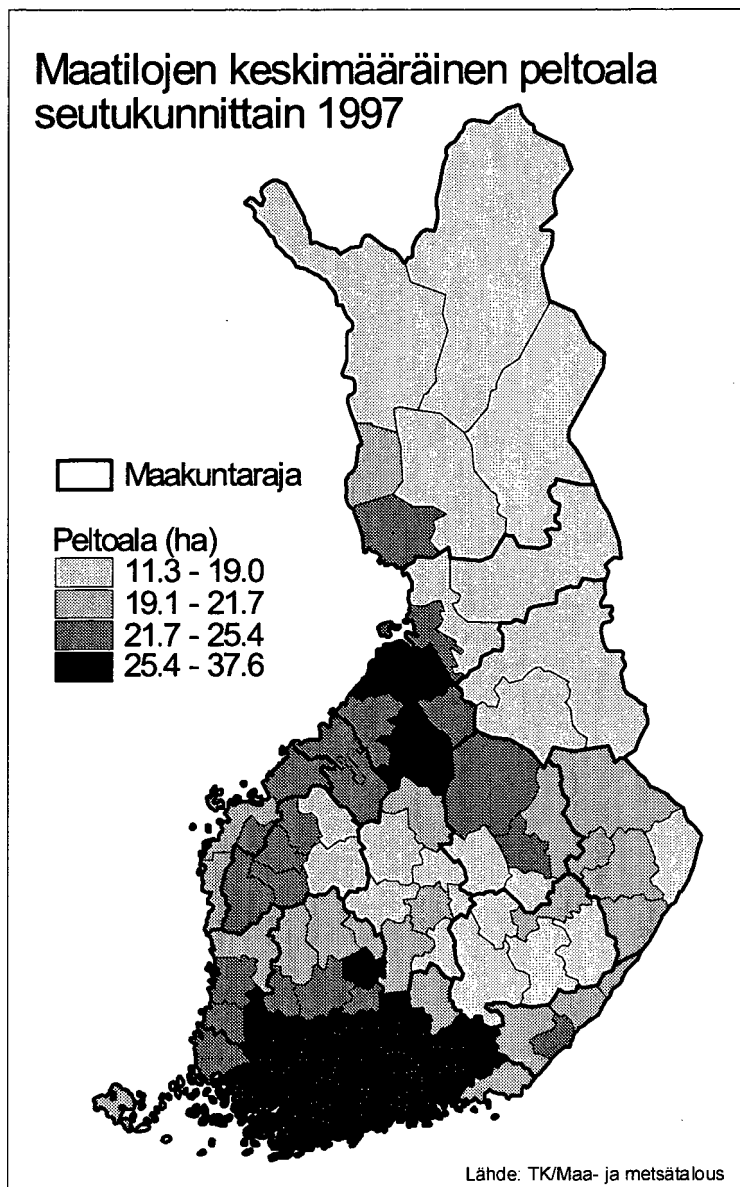 Maatilojen keskimääräinen peltoala
seutukunnittain 1997
Maakuntaraja
Peltoala (ha)
11.3 - 19.0
19.1 - 21.7
21.7 - 25.4
25.4 - 37.6
Lähde: TK/Maa- ja metsätalous